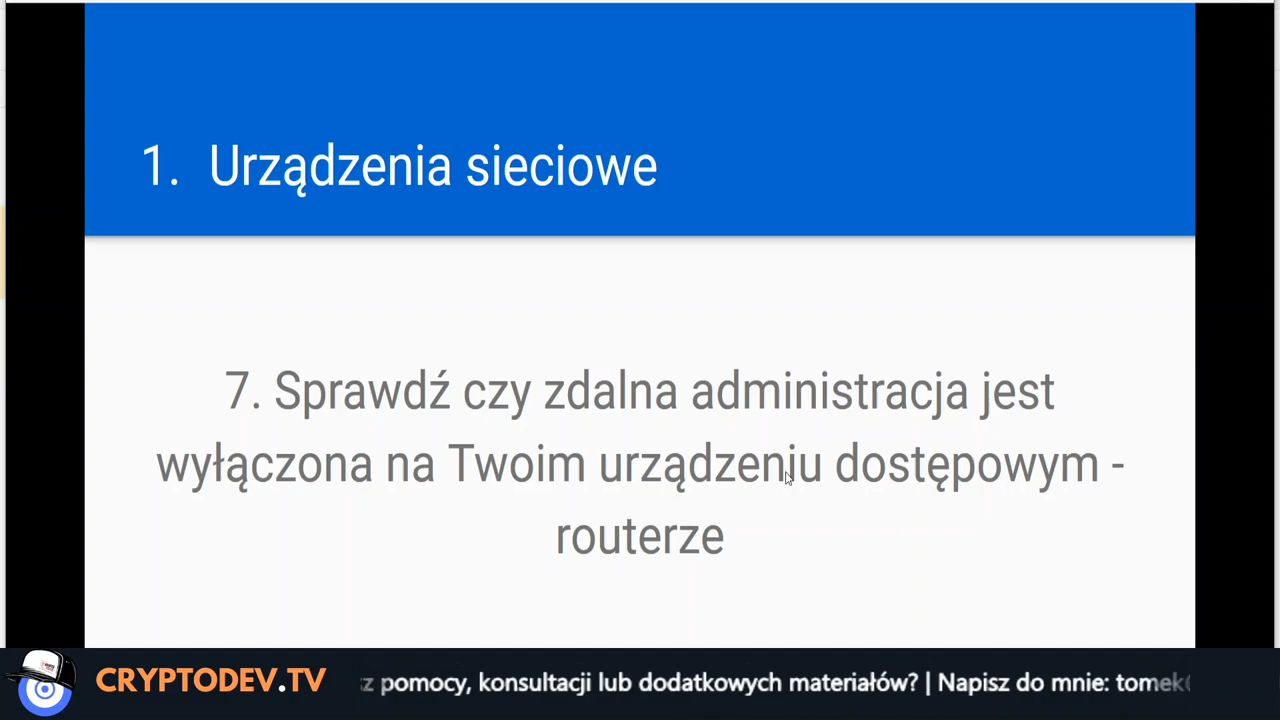 1. Urządzenia sieciowe
7. Sprawdź czy zdalna administracja jest
wyłączona na Twoim urządzeniu dostępowym -
routerze
CRYPTODEV.TV
pomocy, konsultacji lub dodatkowych materiałów? | Napisz do mnie: tomek